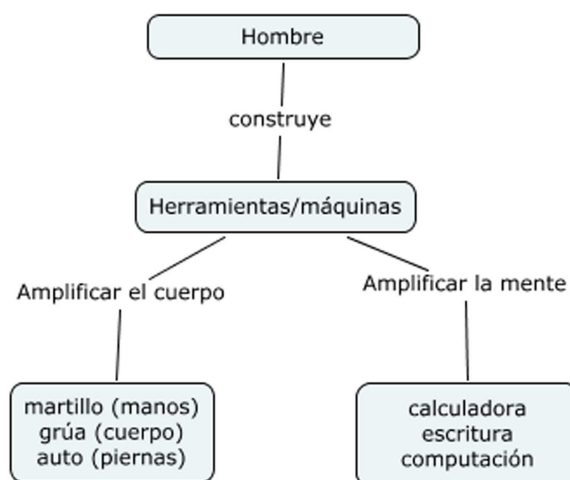 Hombre
construye
Herramientas/máquinas
Amplificar el cuerpo
Amplificar la mente
martillo (manos)
grúa (cuerpo)
auto (piernas)
calculadora
escritura
computación